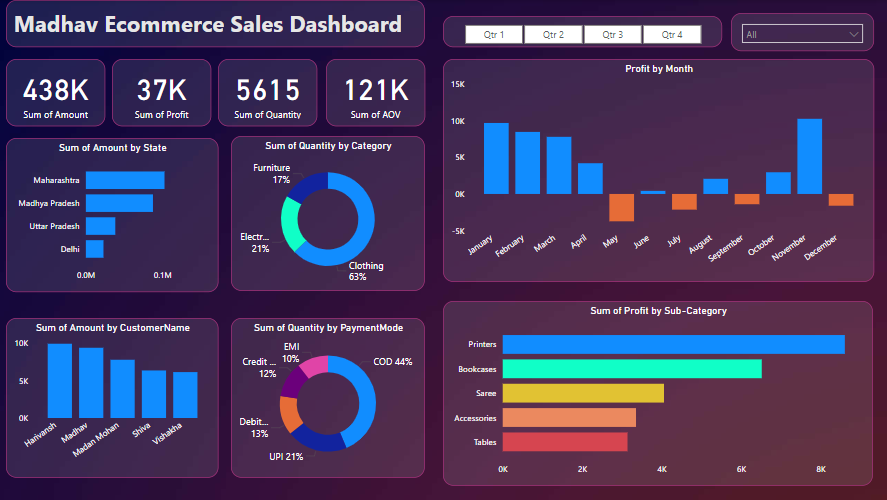 Madhav Ecommerce Sales Dashboard
Qtr 1
Qtr 2
Qtr 3
Qtr 4
All
438K
Sum of Amount
37K
Sum of Profit
5615
Sum of Quantity
121K
Sum of AOV
Sum of Amount by State
Maharashtra
Madhya Pradesh
Uttar Pradesh
Delhi
0.0M
0.1M
Sum of Quantity by Category
Furniture
17%
Electr...
21%
Clothing
63%
Profit by Month
15K
10K
5K
0K
-5K
January
February
March
April
May
June
July
August
September
October
November
December
Sum of Amount by CustomerName
10K
5K
0K
Harivansh
Madhav
Madan Mohan
Shiva
Vishakha
Sum of Quantity by PaymentMode
EMI
10%
Credit ...
12%
Debit...
13%
UPI 21%
COD 44%
Sum of Profit by Sub-Category
Printers
Bookcases
Saree
Accessories
Tables
0K
2K
4K
6K
8K